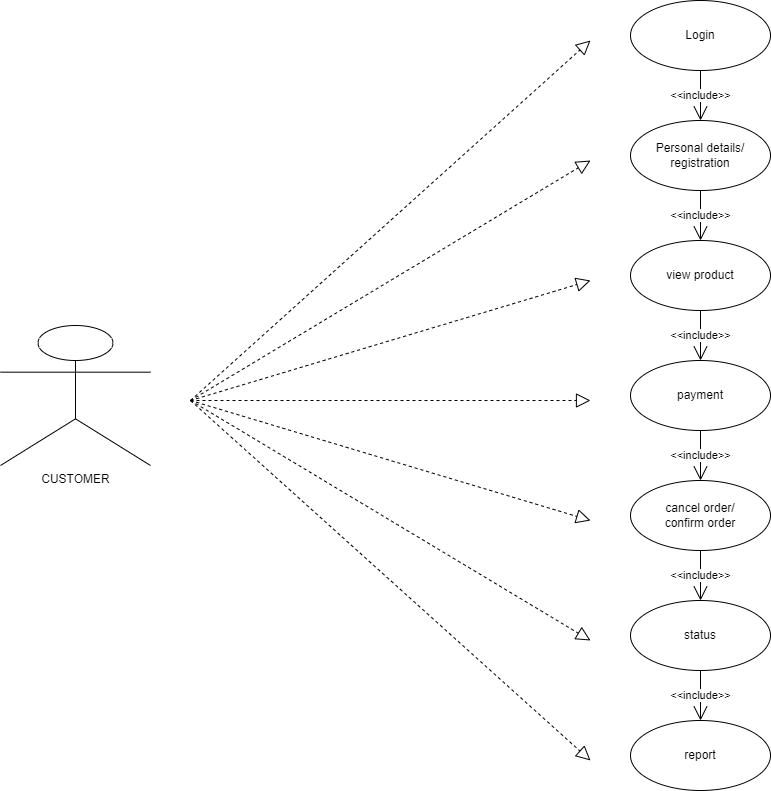 Login
<<include>>
Personal details/
registration
<<include>>
view product
<<include>>
payment
<<include>>
cancel order/
confirm order
<<include>>
status
<<include>>
report
CUSTOMER